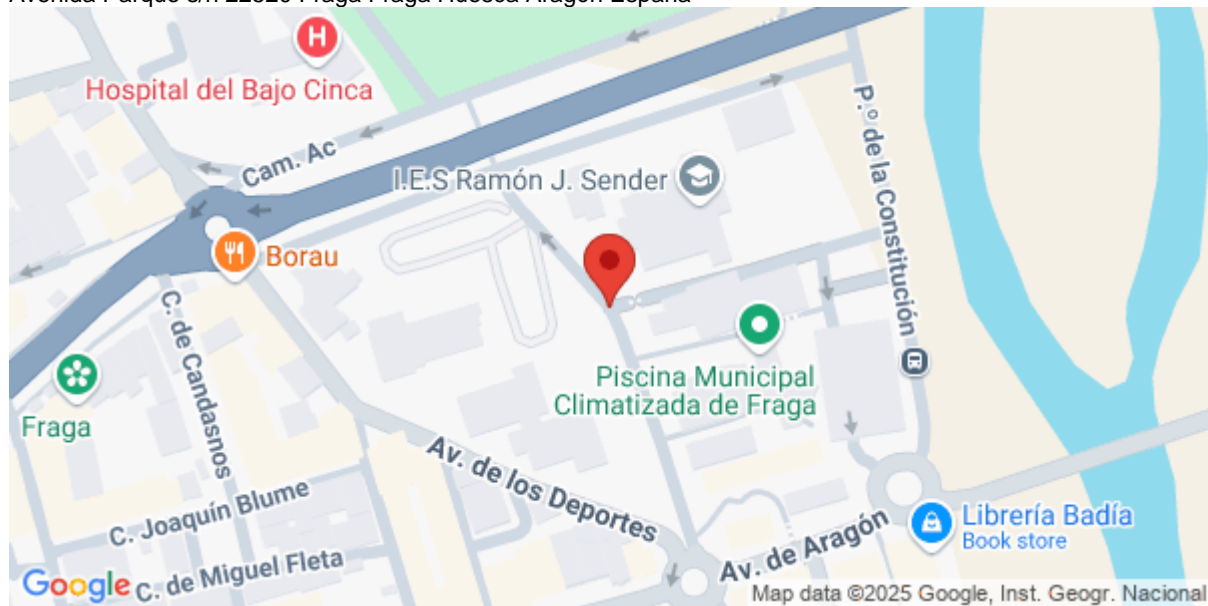 H
Hospital del Bajo Cinca
Cam. Ac
I.E.S Ramón J. Sender
P.º de la Constitución
Borau
C. de Candasnos
Piscina Municipal
Climatizada de Fraga
Fraga
Av. de los Deportes
C. Joaquín Blume
Av. de Aragón
Librería Badía
Book store
C. de Miguel Fleta
Google
Map data ©2025 Google, Inst. Geogr. Nacional